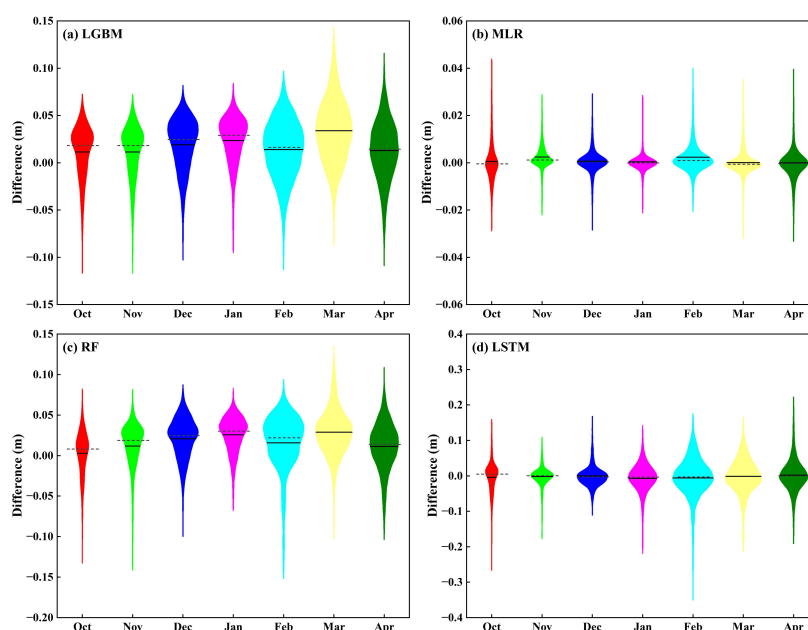 (a) LGBM
Difference (m)
0.15
0.10
0.05
0.00
−0.05
−0.10
−0.15
Oct Nov Dec Jan Feb Mar Apr
(b) MLR
Difference (m)
0.06
0.04
0.02
0.00
−0.02
−0.04
−0.06
Oct Nov Dec Jan Feb Mar Apr
(c) RF
Difference (m)
0.15
0.10
0.05
0.00
−0.05
−0.10
−0.15
−0.20
Oct Nov Dec Jan Feb Mar Apr
(d) LSTM
Difference (m)
0.4
0.3
0.2
0.1
0.0
−0.1
−0.2
−0.3
−0.4
Oct Nov Dec Jan Feb Mar Apr